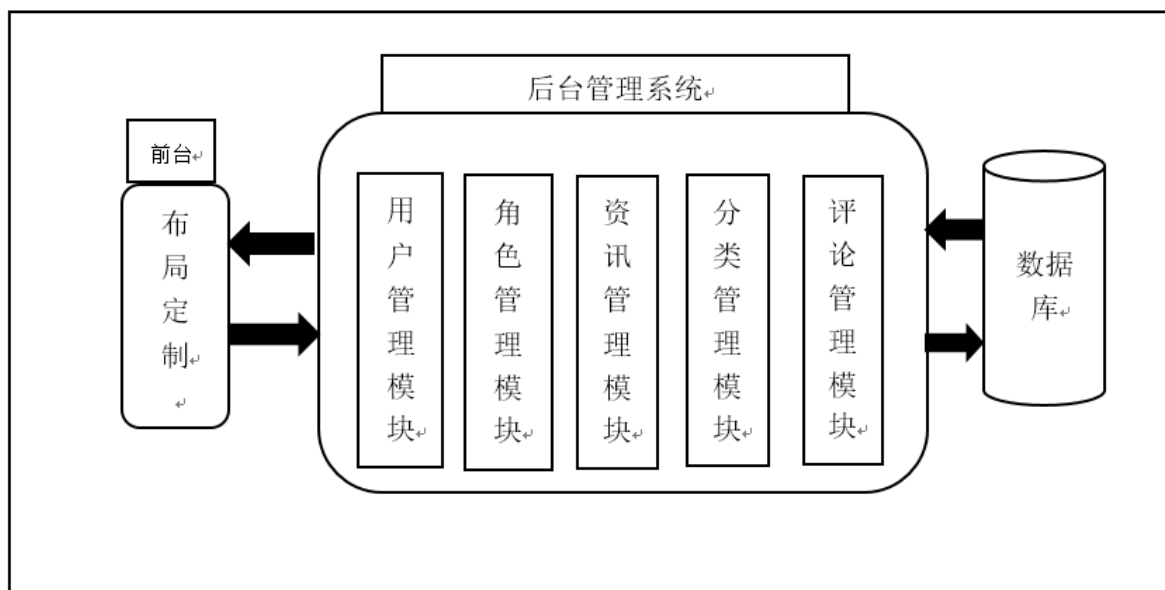 后台管理系统
前台
布局定制
用户管理模块
角色管理模块
资讯管理模块
分类管理模块
评论管理模块
数据
库